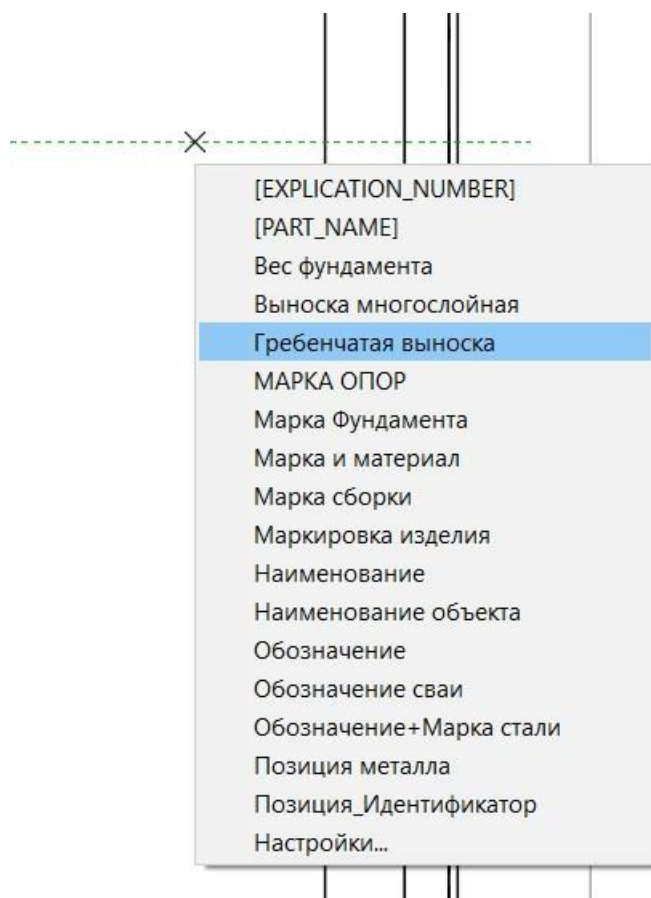 [EXPLICATION_NUMBER]
[PART_NAME]
Вес фундамента
Выноска многослойная
Гребенчатая выноска
МАРКА ОПОР
Марка Фундамента
Марка и материал
Марка сборки
Маркировка изделия
Наименование
Наименование объекта
Обозначение
Обозначение сваи
Обозначение+Марка стали
Позиция металла
Позиция_Идентификатор
Настройки...